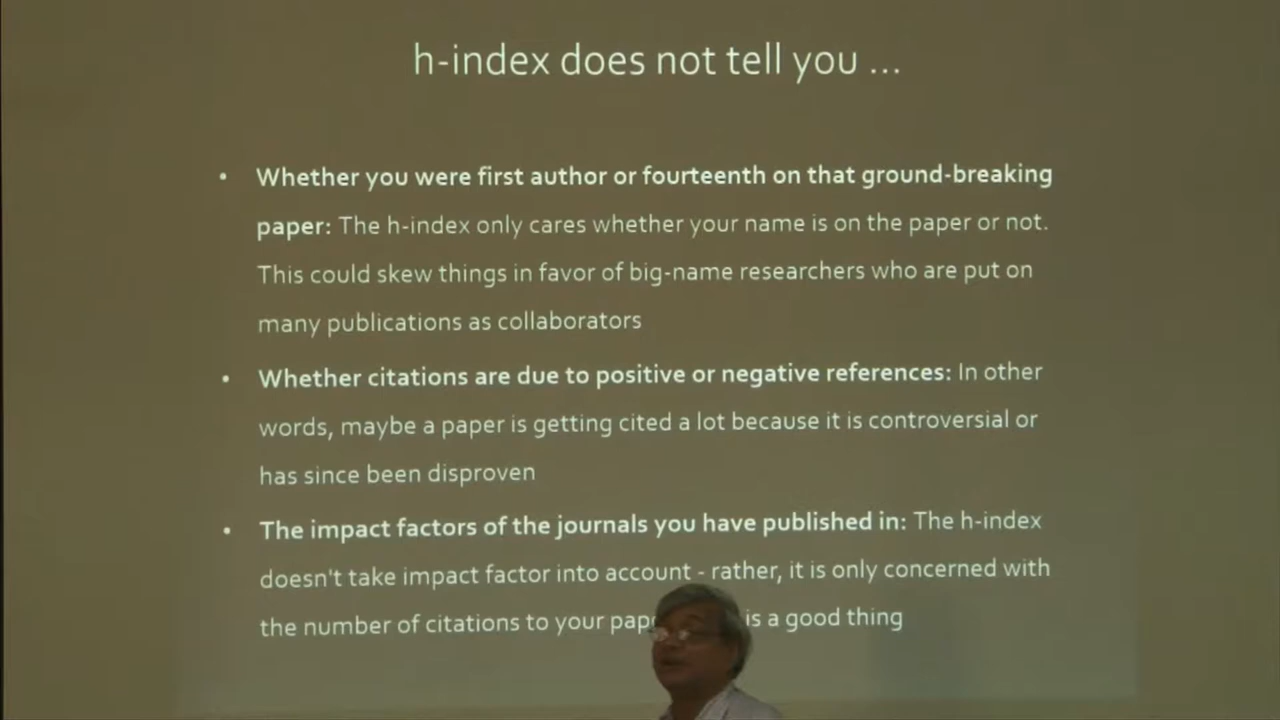 h-index does not tell you ...
• Whether you were first author or fourteenth on that ground-breaking
paper: The h-index only cares whether your name is on the paper or not.
This could skew things in favor of big-name researchers who are put on
many publications as collaborators
• Whether citations are due to positive or negative references: In other
words, maybe a paper is getting cited a lot because it is controversial or
has since been disproven
• The impact factors of the journals you have published in: The h-index
doesn't take impact factor into account - rather, it is only concerned with
the number of citations to your is a good thing